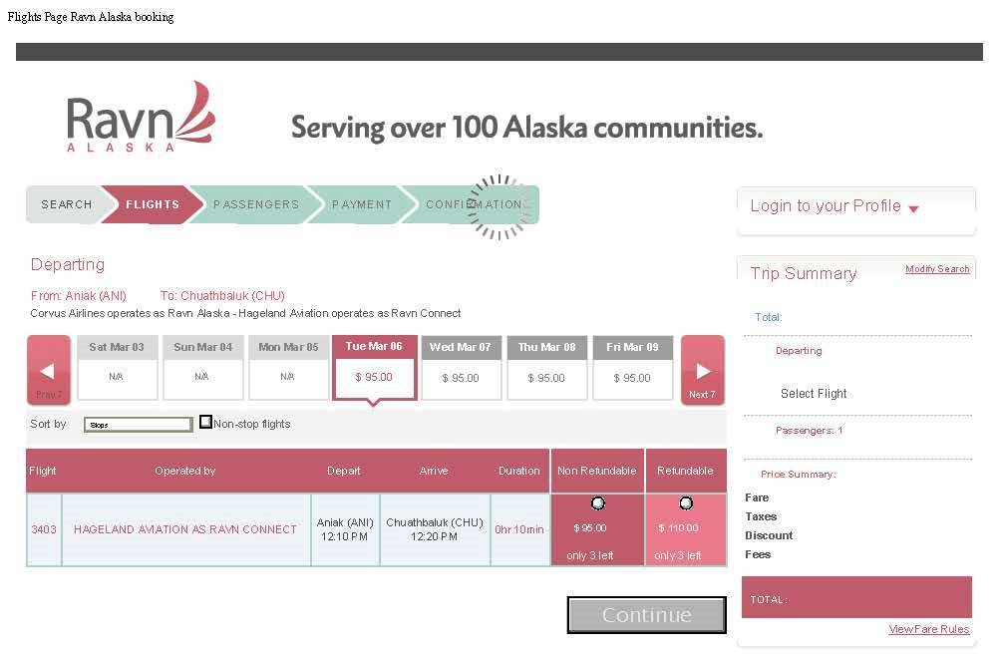 Flights Page Ravn Alaska booking
Ravn
ALASKA
Serving over 100 Alaska communities.
SEARCH FLIGHTS PASSENGERS PAYMENT CONFIRMATION
Login to your Profile
Departing
From: Aniak (ANI) To: Chuathbaluk (CHU)
Corvus Airlines operates as Ravn Alaska - Hageland Aviation operates as Ravn Connect
Prev 7
Sat Mar 03
N/A
Sun Mar 04
N/A
Mon Mar 05
N/A
Tue Mar 06
$ 95.00
Wed Mar 07
$ 95.00
Thu Mar 08
$ 95.00
Fri Mar 09
$ 95.00
Next 7
Sort by Stops Non-stop flights
Flight Operated by Depart Arrive Duration Non Refundable Refundable
3403 HAGELAND AVIATION AS RAVN CONNECT Aniak (ANI) Chuathbaluk (CHU) 0hr 10min $ 95.00 $ 110.00
12:10 PM 12:20 PM
only 3 left only 3 left
Continue
Trip Summary Modify Search
Total:
Departing
Select Flight
Passengers: 1
Price Summary:
Fare
Taxes
Discount
Fees
TOTAL:
View Fare Rules